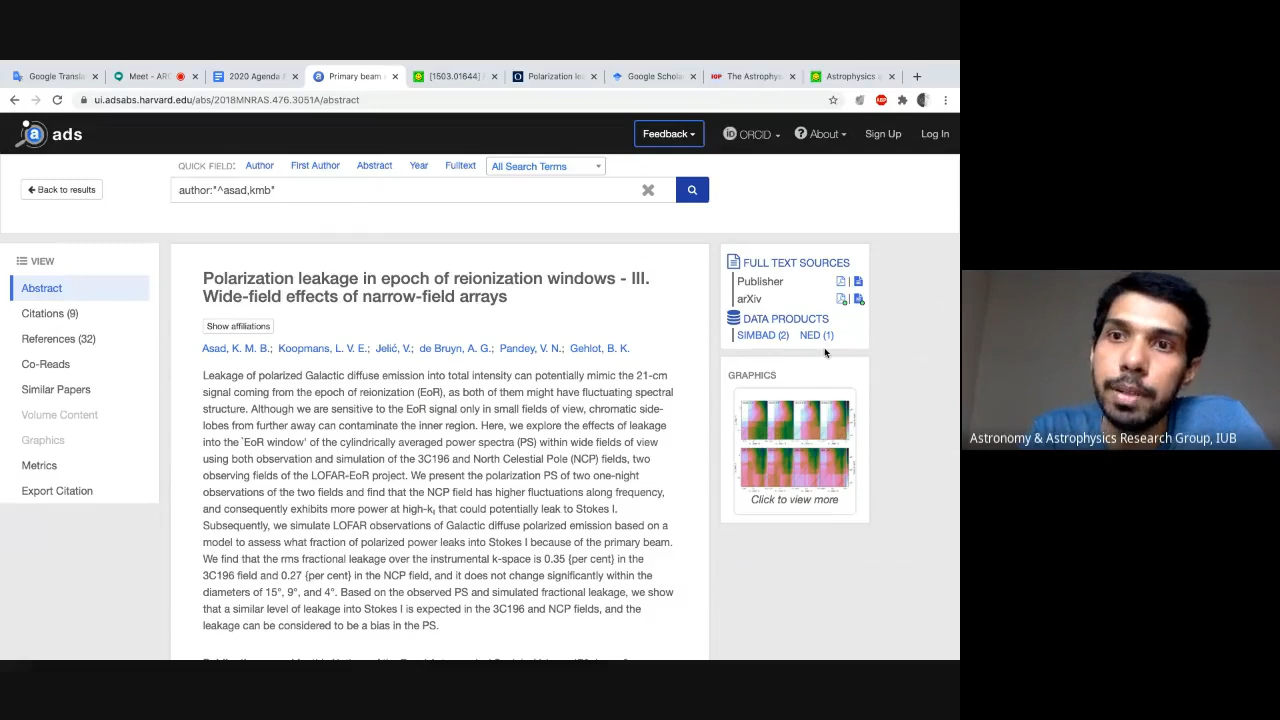 Google Transla
Meet - ARG
2020 Agenda A
Primary beam
[1503.01644] E
Polarization lea
Google Scholar
IOP The Astrophys
Astrophysics
ui.adsabs.harvard.edu/abs/2018MNRAS.476.3051A/abstract
ABP
a ads
Feedback
iD ORCID
About
Sign Up
Log In
QUICK FIELD: Author First Author Abstract Year Fulltext All Search Terms
Back to results
author:"^asad,kmb"
VIEW
Abstract
Citations (9)
References (32)
Co-Reads
Similar Papers
Volume Content
Graphics
Metrics
Export Citation
Polarization leakage in epoch of reionization windows - III.
Wide-field effects of narrow-field arrays
Show affiliations
Asad, K. M. B.; Koopmans, L. V. E.; Jelić, V.; de Bruyn, A. G.; Pandey, V. N.; Gehlot, B. K.
Leakage of polarized Galactic diffuse emission into total intensity can potentially mimic the 21-cm
signal coming from the epoch of reionization (EoR), as both of them might have fluctuating spectral
structure. Although we are sensitive to the EoR signal only in small fields of view, chromatic side-
lobes from further away can contaminate the inner region. Here, we explore the effects of leakage
into the `EoR window' of the cylindrically averaged power spectra (PS) within wide fields of view
using both observation and simulation of the 3C196 and North Celestial Pole (NCP) fields, two
observing fields of the LOFAR-EoR project. We present the polarization PS of two one-night
observations of the two fields and find that the NCP field has higher fluctuations along frequency,
and consequently exhibits more power at high-k∥ that could potentially leak to Stokes I.
Subsequently, we simulate LOFAR observations of Galactic diffuse polarized emission based on a
model to assess what fraction of polarized power leaks into Stokes I because of the primary beam.
We find that the rms fractional leakage over the instrumental k-space is 0.35 {per cent} in the
3C196 field and 0.27 {per cent} in the NCP field, and it does not change significantly within the
diameters of 15°, 9°, and 4°. Based on the observed PS and simulated fractional leakage, we show
that a similar level of leakage into Stokes I is expected in the 3C196 and NCP fields, and the
leakage can be considered to be a bias in the PS.
FULL TEXT SOURCES
Publisher
arXiv
DATA PRODUCTS
SIMBAD (2) NED (1)
GRAPHICS
Click to view more
Astronomy & Astrophysics Research Group, IUB